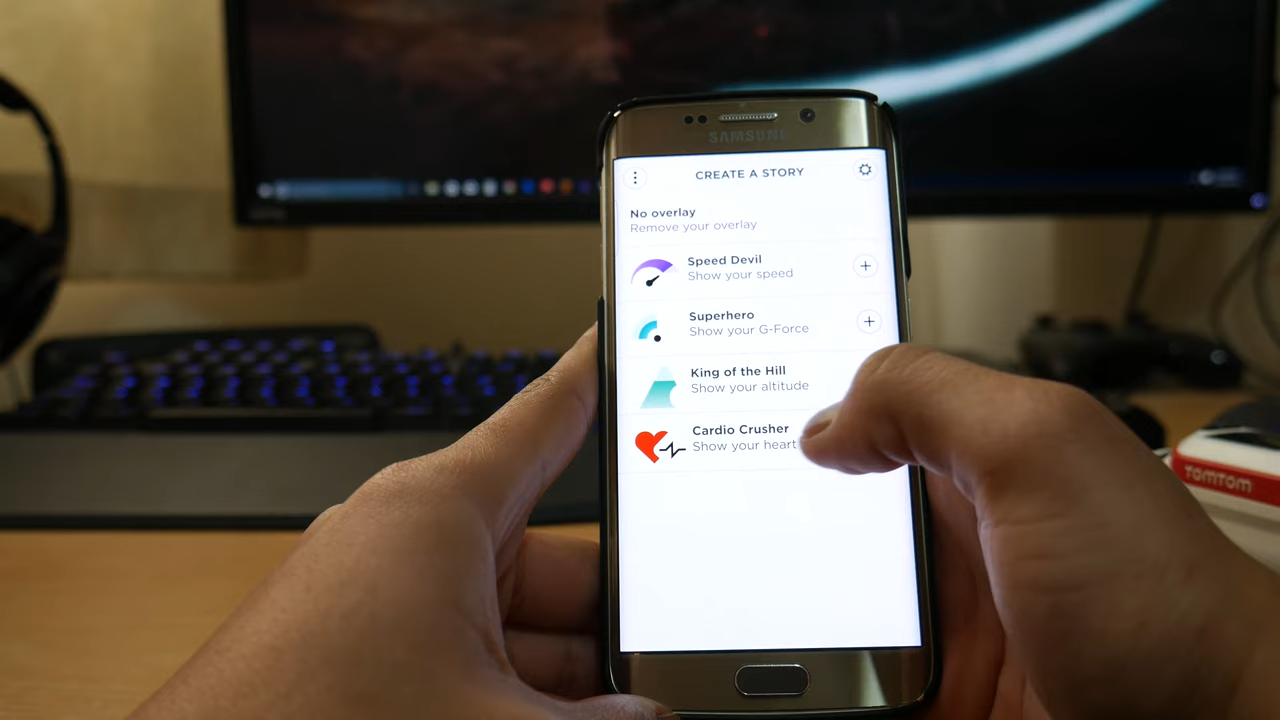 SAMSUNG
CREATE A STORY
No overlay
Remove your overlay
Speed Devil
Show your speed
Superhero
Show your G-Force
King of the Hill
Show your altitude
Cardio Crusher
Show your heart
TOMTOM